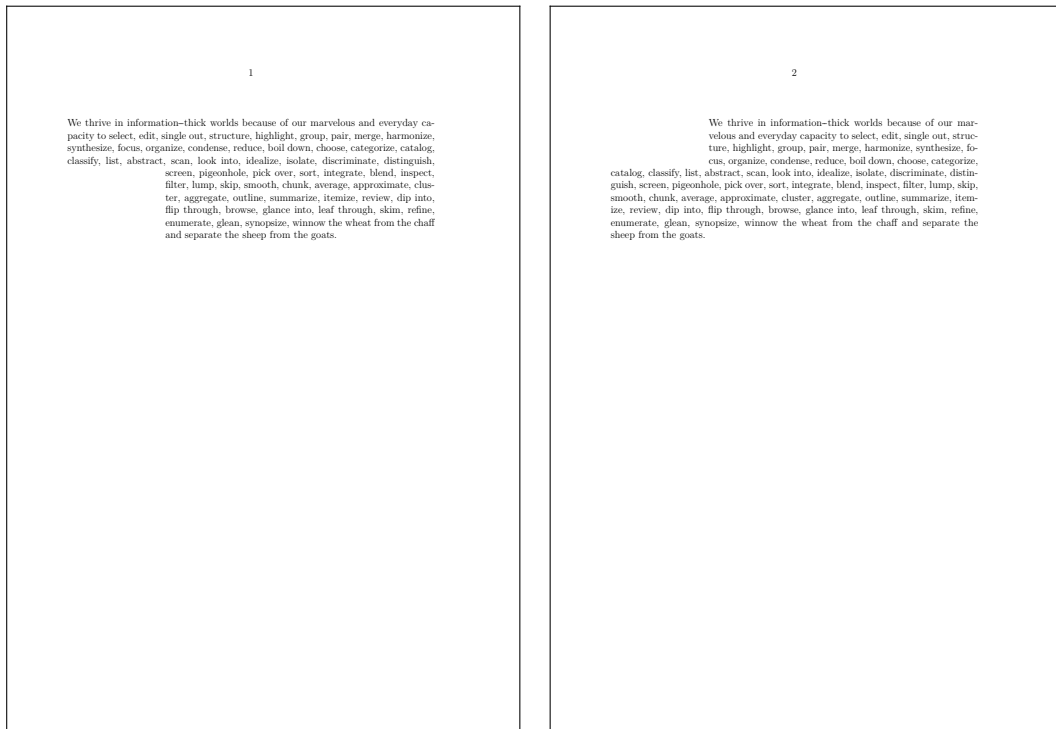 1
We thrive in information–thick worlds because of our marvelous and everyday ca-
pacity to select, edit, single out, structure, highlight, group, pair, merge, harmonize,
synthesize, focus, organize, condense, reduce, boil down, choose, categorize, catalog,
classify, list, abstract, scan, look into, idealize, isolate, discriminate, distinguish,
screen, pigeonhole, pick over, sort, integrate, blend, inspect,
filter, lump, skip, smooth, chunk, average, approximate, clus-
ter, aggregate, outline, summarize, itemize, review, dip into,
flip through, browse, glance into, leaf through, skim, refine,
enumerate, glean, synopsize, winnow the wheat from the chaff
and separate the sheep from the goats.
2
We thrive in information–thick worlds because of our mar-
velous and everyday capacity to select, edit, single out, struc-
ture, highlight, group, pair, merge, harmonize, synthesize, fo-
cus, organize, condense, reduce, boil down, choose, categorize,
catalog, classify, list, abstract, scan, look into, idealize, isolate, discriminate, distin-
guish, screen, pigeonhole, pick over, sort, integrate, blend, inspect, filter, lump, skip,
smooth, chunk, average, approximate, cluster, aggregate, outline, summarize, item-
ize, review, dip into, flip through, browse, glance into, leaf through, skim, refine,
enumerate, glean, synopsize, winnow the wheat from the chaff and separate the
sheep from the goats.